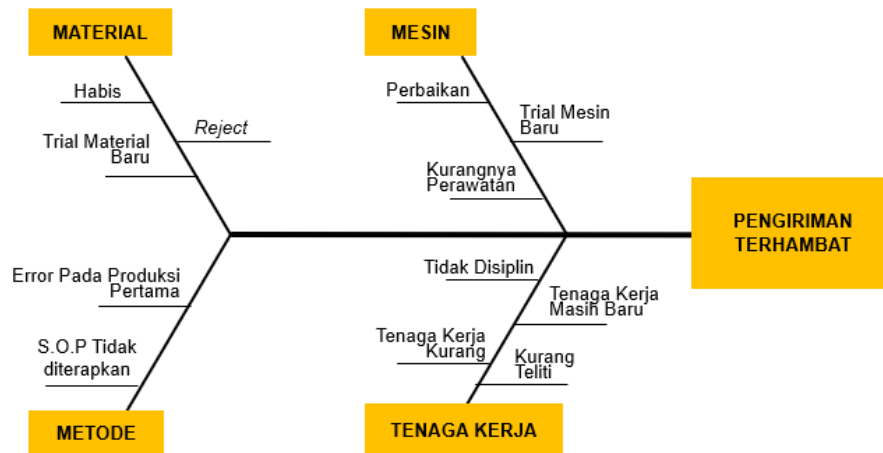 MATERIAL
MESIN
Habis
Perbaikan
Reject
Trial Mesin
Baru
Trial Material
Baru
Kurangnya
Perawatan
PENGIRIMAN
TERHAMBAT
Error Pada Produksi
Pertama
Tidak Disiplin
Tenaga Kerja
Masih Baru
S.O.P Tidak
diterapkan
Tenaga Kerja
Kurang
Kurang
Teliti
METODE
TENAGA KERJA